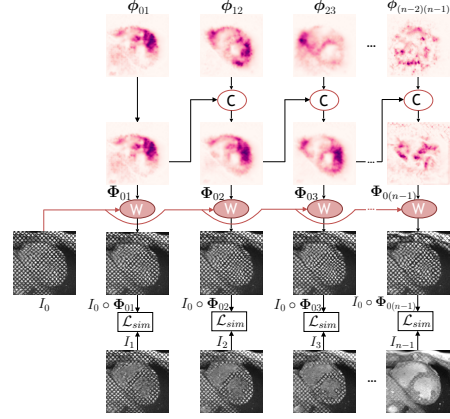 ϕ₀₁ ϕ₁₂ ϕ₂₃ ... ϕ₍ₙ₋₂₎₍ₙ₋₁₎
C C C
...
Φ₀₁ Φ₀₂ Φ₀₃ Φ₀₍ₙ₋₁₎
W W W ... W
I₀ I₀ ∘ Φ₀₁ I₀ ∘ Φ₀₂ I₀ ∘ Φ₀₃ I₀ ∘ Φ₀₍ₙ₋₁₎
ℒsim ℒsim ℒsim ℒsim
I₁ I₂ I₃ Iₙ₋₁
...